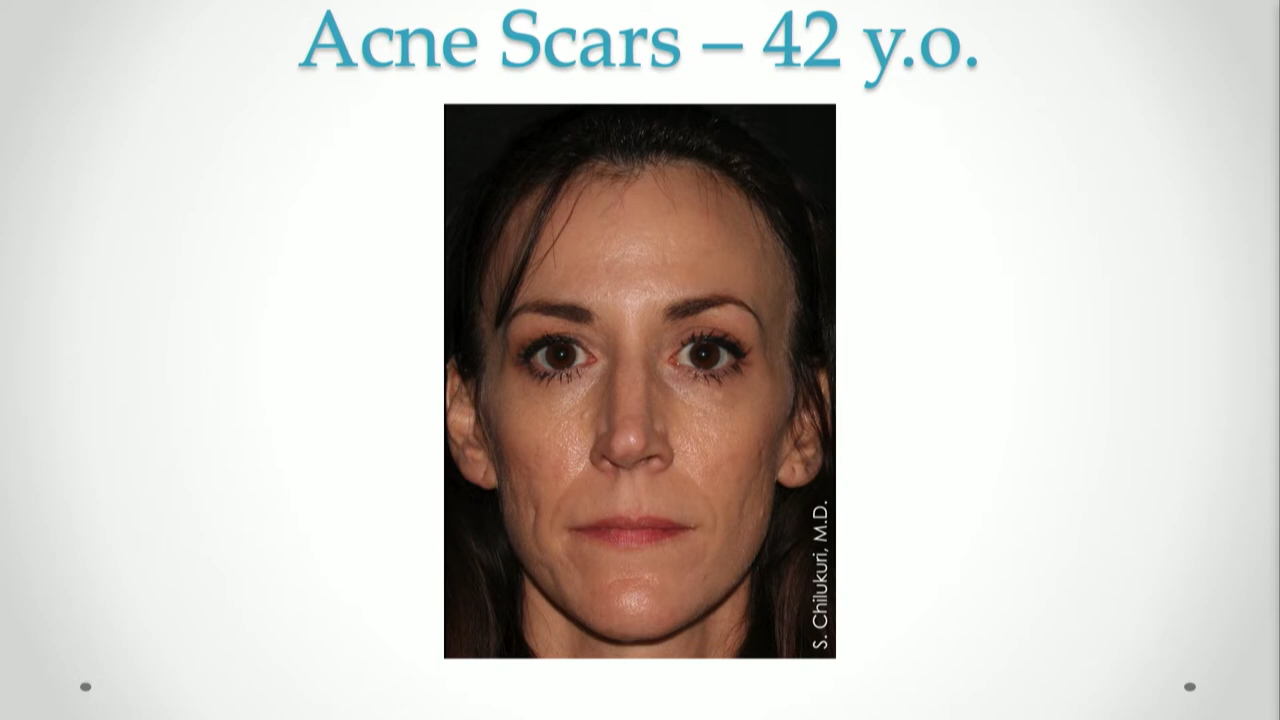 Acne Scars – 42 y.o.
S. Chilukuri, M.D.